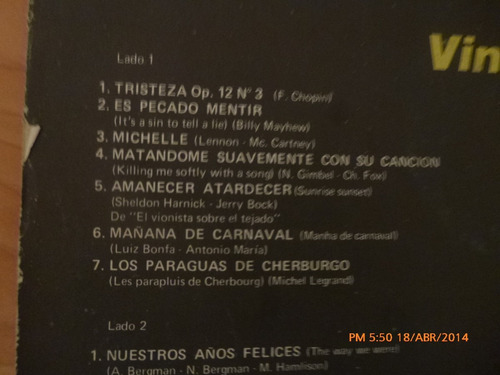 Vin
Lado 1
1. TRISTEZA Op. 12 Nº 3 (F. Chopin)
2. ES PECADO MENTIR
(It's a sin to tell a lie) (Billy Mayhew)
3. MICHELLE (Lennon - Mc. Cartney)
4. MATANDOME SUAVEMENTE CON SU CANCION
(Killing me softly with a song) (N. Gimbel - Ch. Fox)
5. AMANECER ATARDECER (Sunrise sunset)
(Sheldon Harnick - Jerry Bock)
De "El vionista sobre el tejado"
6. MAÑANA DE CARNAVAL (Manha de carnaval)
(Luiz Bonfa - Antonio María)
7. LOS PARAGUAS DE CHERBURGO
(Les parapluis de Cherbourg) (Michel Legrand)
Lado 2
1. NUESTROS AÑOS FELICES (The way we were)
(A. Bergman - N. Bergman - M. Hamlison)
PM 5:50 18/ABR/2014